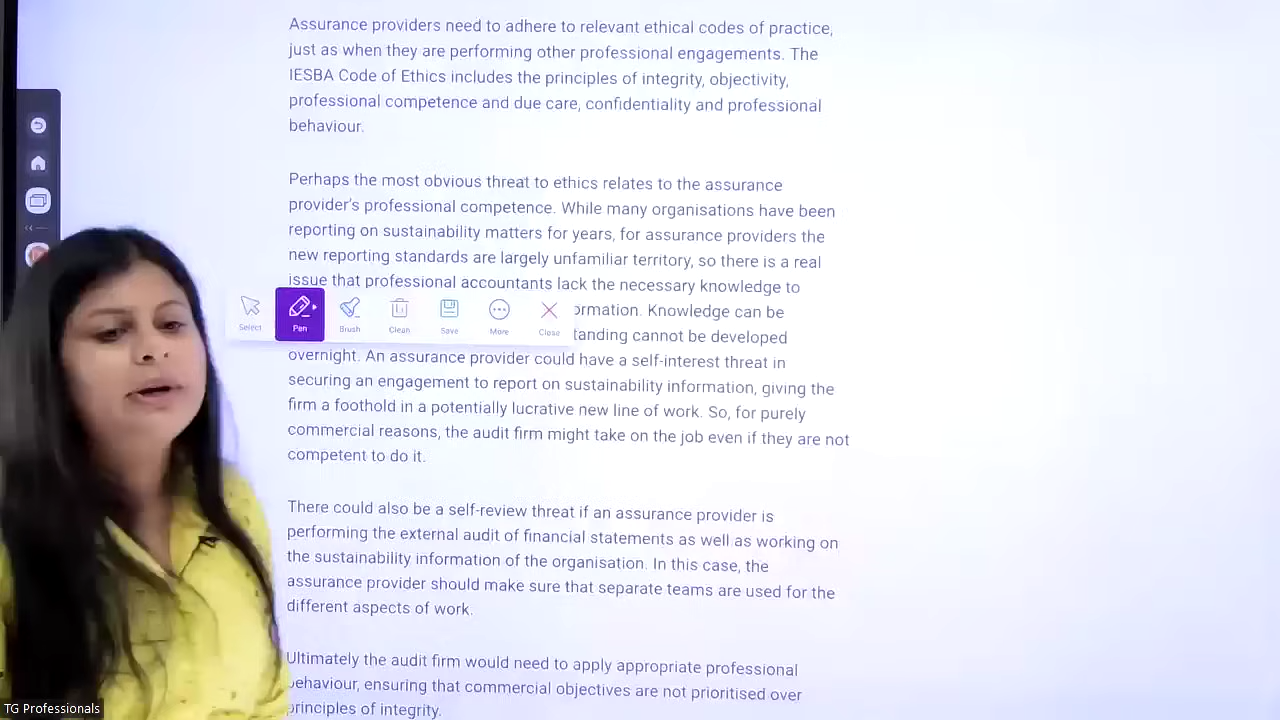 Assurance providers need to adhere to relevant ethical codes of practice,
just as when they are performing other professional engagements. The
IESBA Code of Ethics includes the principles of integrity, objectivity,
professional competence and due care, confidentiality and professional
behaviour.
Perhaps the most obvious threat to ethics relates to the assurance
provider's professional competence. While many organisations have been
reporting on sustainability matters for years, for assurance providers the
new reporting standards are largely unfamiliar territory, so there is a real
issue that professional accountants lack the necessary knowledge to
Knowledge can be
cannot be developed
overnight. An assurance provider could have a self-interest threat in
securing an engagement to report on sustainability information, giving the
firm a foothold in a potentially lucrative new line of work. So, for purely
commercial reasons, the audit firm might take on the job even if they are not
competent to do it.
There could also be a self-review threat if an assurance provider is
performing the external audit of financial statements as well as working on
the sustainability information of the organisation. In this case, the
assurance provider should make sure that separate teams are used for the
different aspects of work.
Ultimately the audit firm would need to apply appropriate professional
behaviour, ensuring that commercial objectives are not prioritised over
principles of integrity.
Select Pen Brush Clean Save More Close
TG Professionals